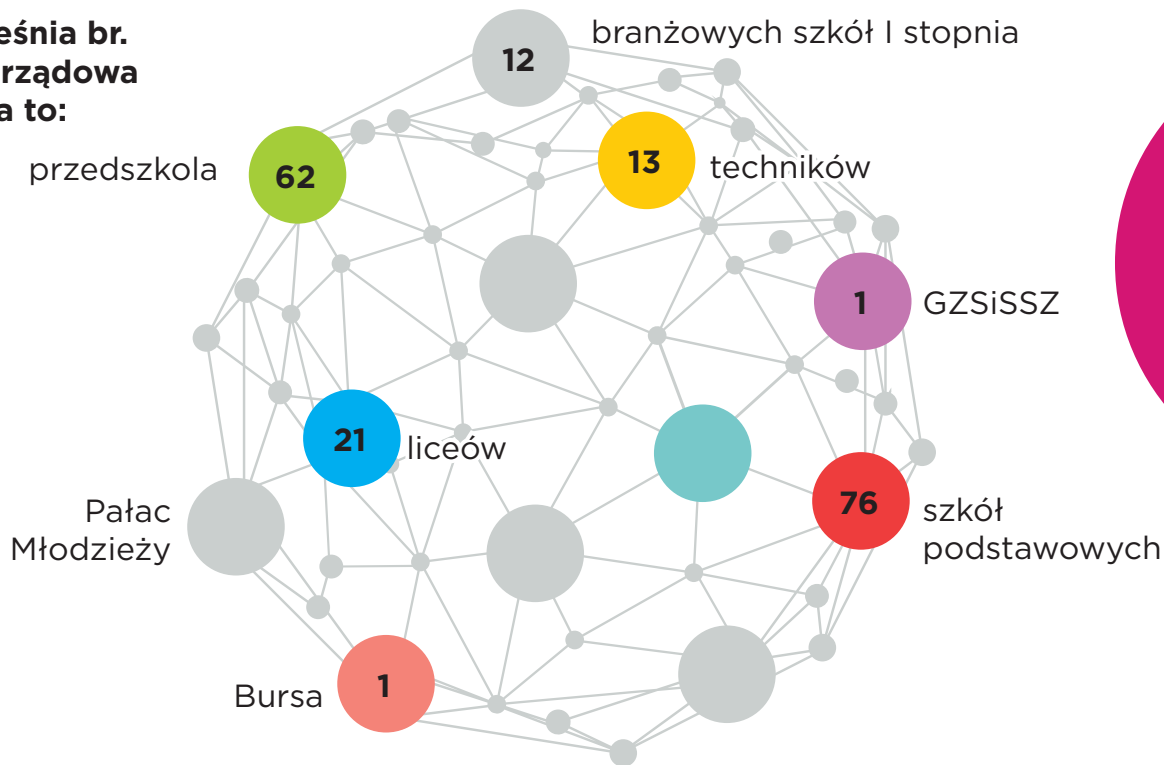 eśnia br.
rządowa
a to:
12
branżowych szkół I stopnia
przedszkola
62
13
techników
1
GZSiSSZ
21
liceów
76
szkół
podstawowych
Pałac
Młodzieży
Bursa
1